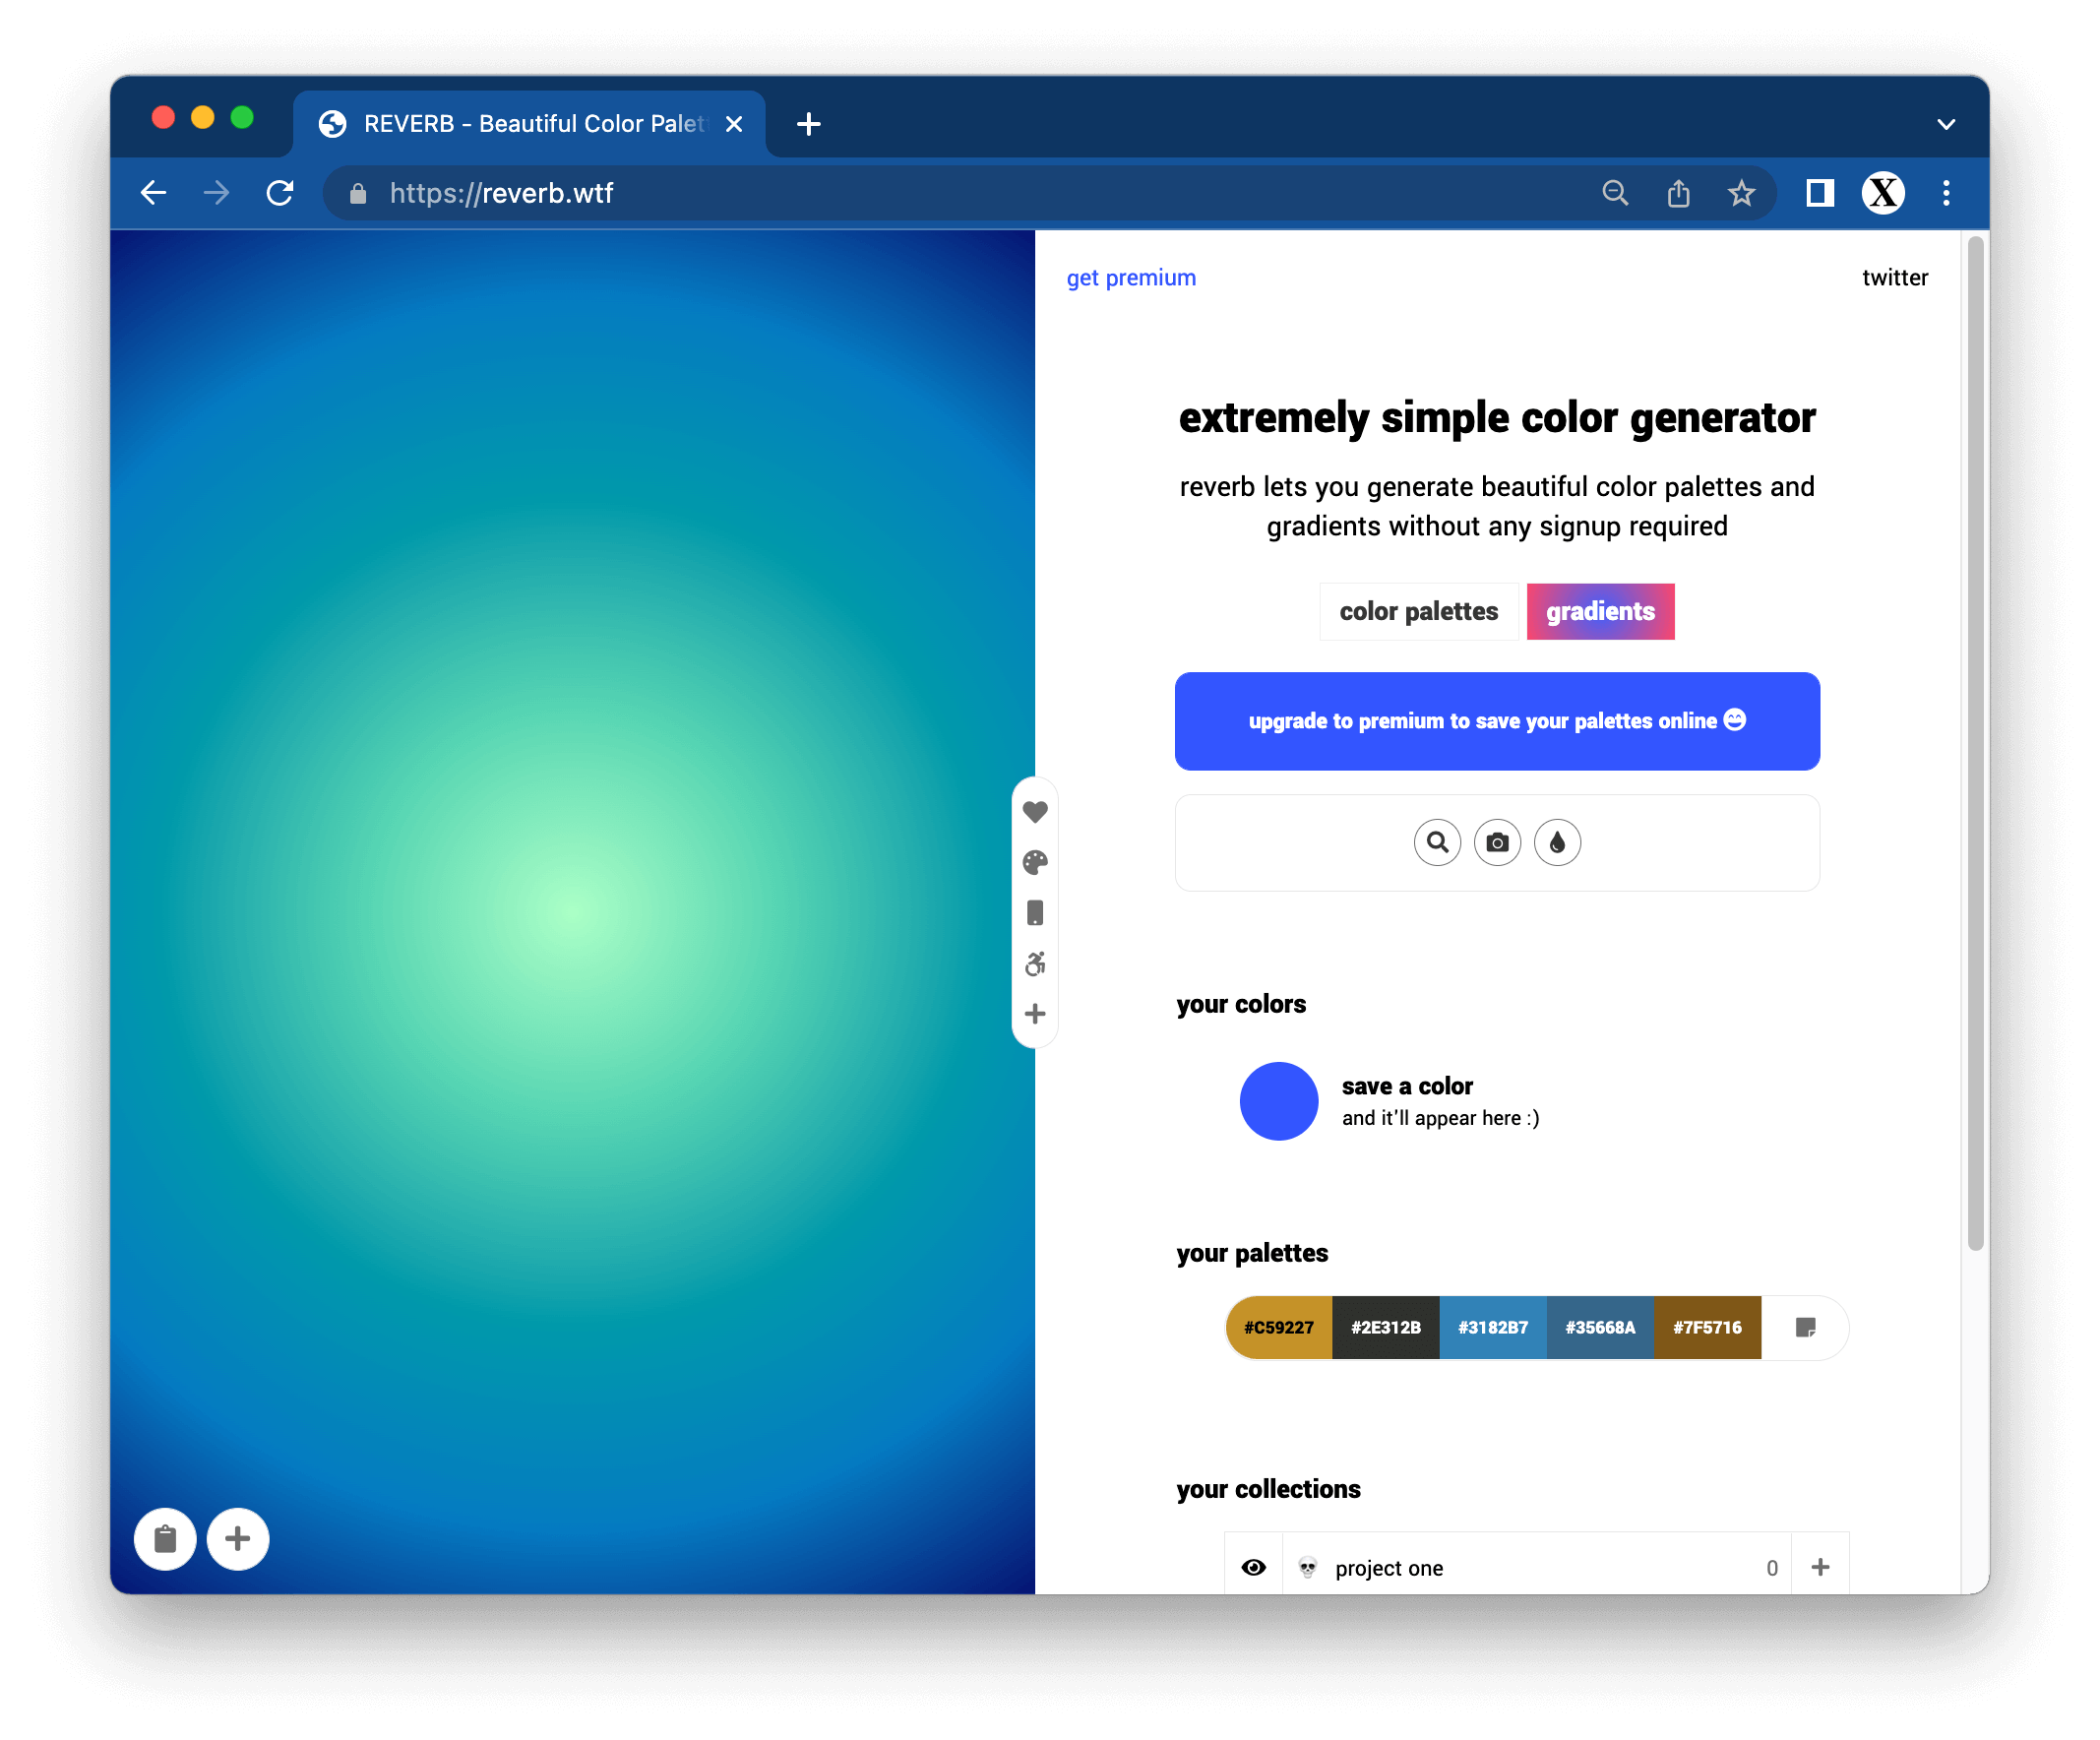 REVERB - Beautiful Color Palet
https://reverb.wtf
X
get premium
twitter
extremely simple color generator
reverb lets you generate beautiful color palettes and
gradients without any signup required
color palettes
gradients
upgrade to premium to save your palettes online
your colors
save a color
and it'll appear here :)
your palettes
#C59227
#2E312B
#3182B7
#35668A
#7F5716
your collections
project one
0